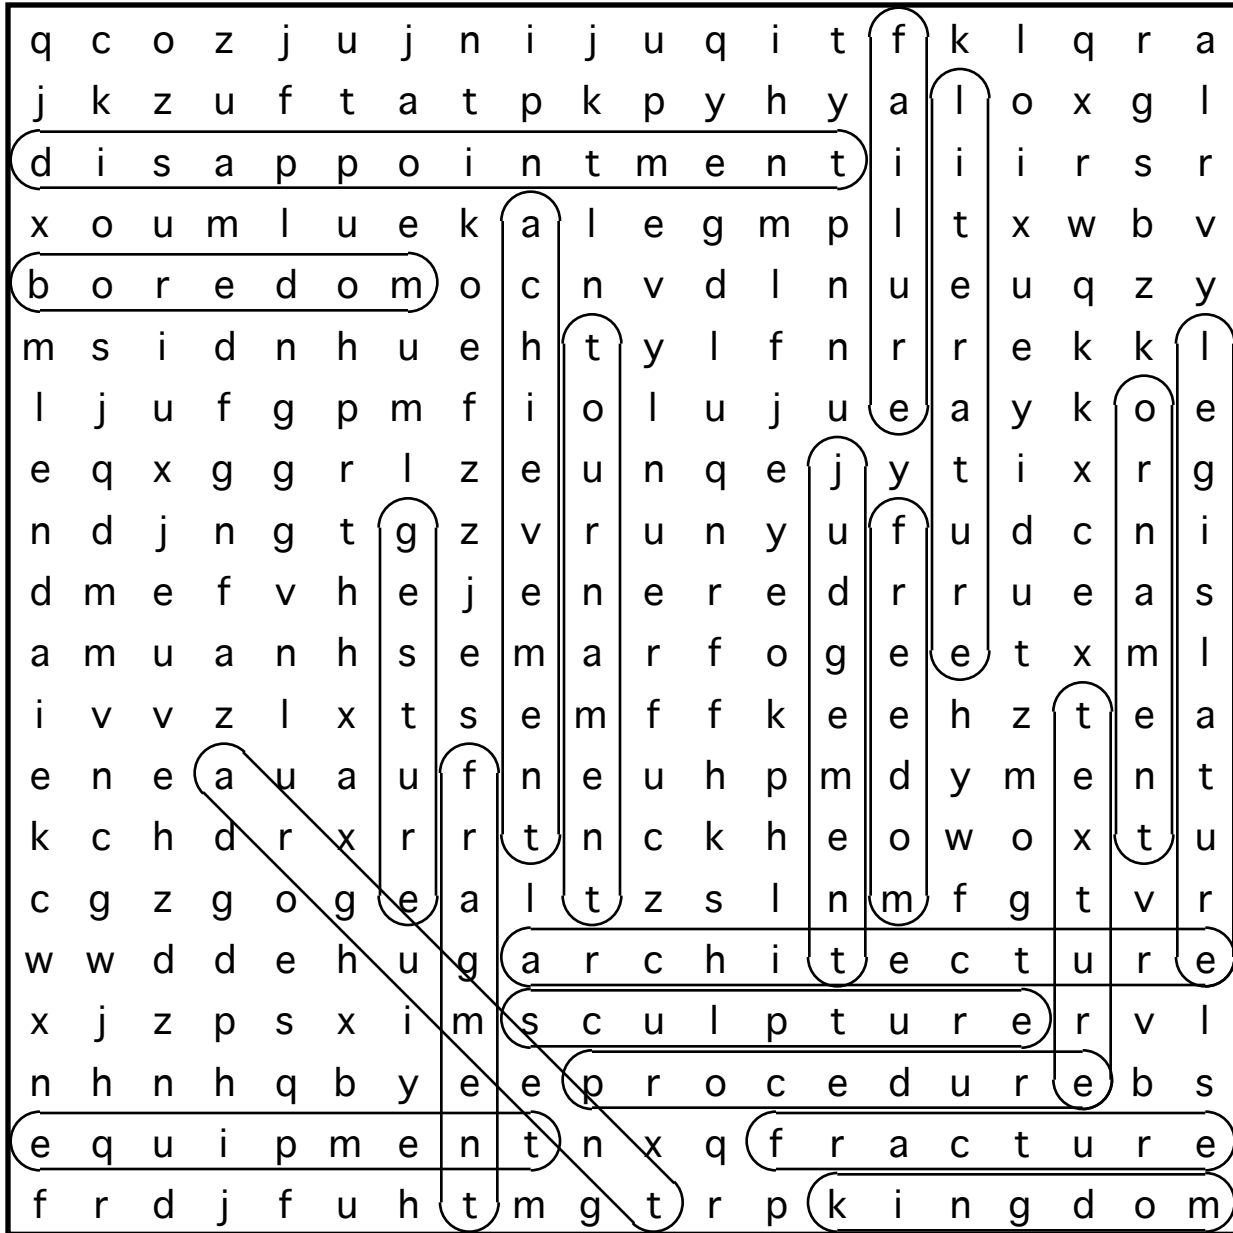 q c o z j u j n i j u q i t f k l q r a
j k z u f t a t p k p y h y a l o x g l
d i s a p p o i n t m e n t i i i r s r
x o u m l u e k a l e g m p l t x w b v
b o r e d o m o c n v d l n u e u q z y
m s i d n h u e h t y l f n r r e k k l
l j u f g p m f i o l u j u e a y k o e
e q x g g r l z e u n q e j y t i x r g
n d j n g t g z v r u n y u f u d c n i
d m e f v h e j e n e r e d r r u e a s
a m u a n h s e m a r f o g e e t x m l
i v v z l x t s e m f f k e e h z t e a
e n e a u a u f n e u h p m d y m e n t
k c h d r x r r t n c k h e o w o x t u
c g z g o g e a l t z s l n m f g t v r
w w d d e h u g a r c h i t e c t u r e
x j z p s x i m s c u l p t u r e r v l
n h n h q b y e e p r o c e d u r e b s
e q u i p m e n t n x q f r a c t u r e
f r d j f u h t m g t r p k i n g d o m